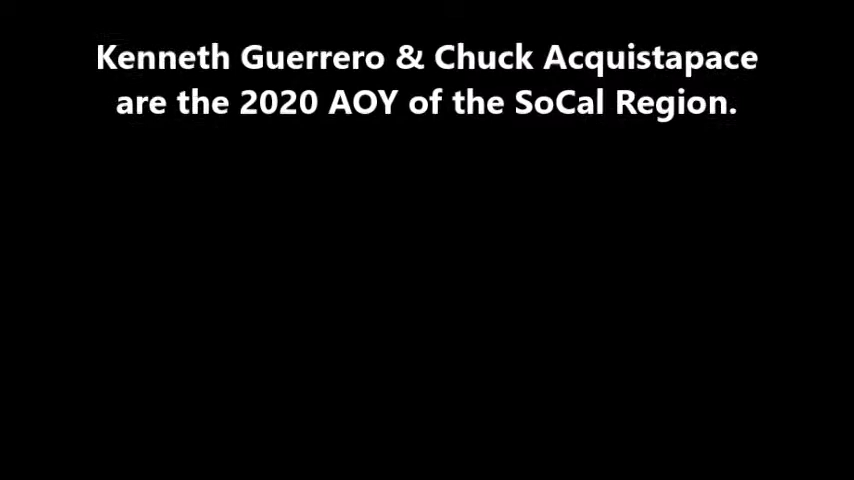 Kenneth Guerrero & Chuck Acquistapace
are the 2020 AOY of the SoCal Region.